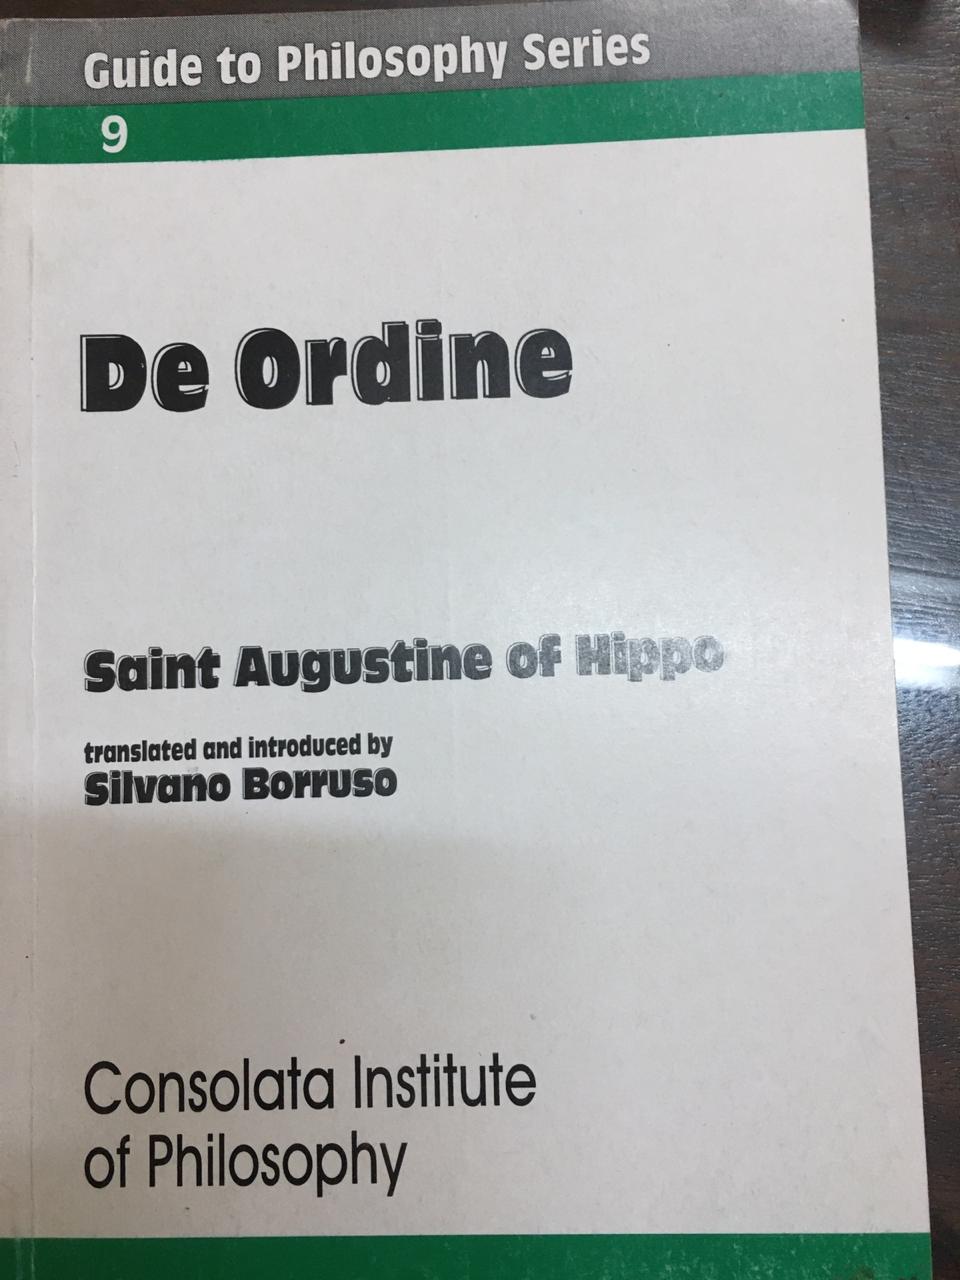 Guide to Philosophy Series
9
De Ordine
Saint Augustine of Hippo
translated and introduced by
Silvano Borruso
Consolata Institute
of Philosophy